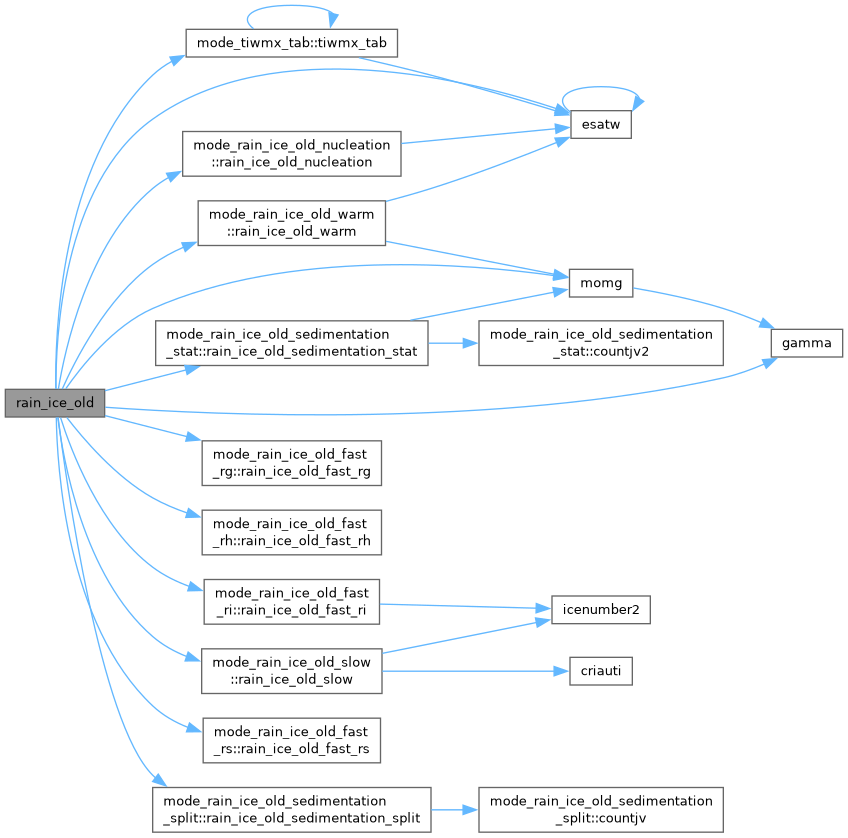 mode_tiwmx_tab::tiwmx_tab
esatw
mode_rain_ice_old_nucleation
::rain_ice_old_nucleation
mode_rain_ice_old_warm
::rain_ice_old_warm
momg
mode_rain_ice_old_sedimentation
_stat::rain_ice_old_sedimentation_stat
mode_rain_ice_old_sedimentation
_stat::countjv2
gamma
rain_ice_old
mode_rain_ice_old_fast
_rg::rain_ice_old_fast_rg
mode_rain_ice_old_fast
_rh::rain_ice_old_fast_rh
mode_rain_ice_old_fast
_ri::rain_ice_old_fast_ri
icenumber2
mode_rain_ice_old_slow
::rain_ice_old_slow
criauti
mode_rain_ice_old_fast
_rs::rain_ice_old_fast_rs
mode_rain_ice_old_sedimentation
_split::rain_ice_old_sedimentation_split
mode_rain_ice_old_sedimentation
_split::countjv